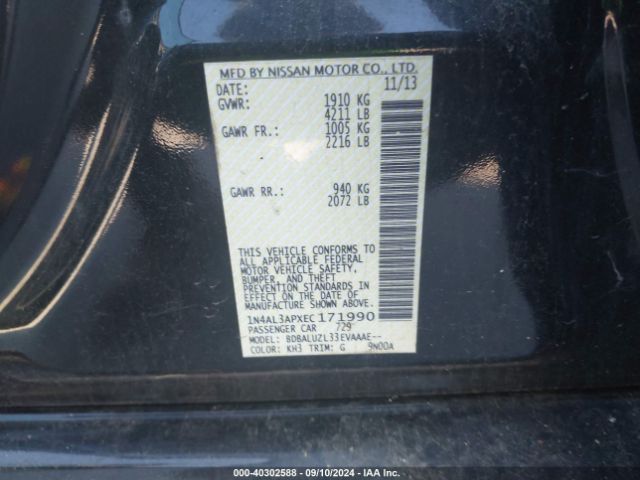 MFD BY NISSAN MOTOR CO., LTD.
DATE: 11/13
GVWR: 1910 KG
4211 LB
GAWR FR.: 1005 KG
2216 LB
GAWR RR.: 940 KG
2072 LB
THIS VEHICLE CONFORMS TO
ALL APPLICABLE FEDERAL
MOTOR VEHICLE SAFETY,
BUMPER, AND THEFT
PREVENTION STANDARDS IN
EFFECT ON THE DATE OF
MANUFACTURE SHOWN ABOVE.
1N4AL3APXEC171990
PASSENGER CAR 729
MODEL: BDBALUZL33EVAAAE--
COLOR: KH3 TRIM: G 9N00A
000-40302588 - 09/10/2024 - IAA Inc.